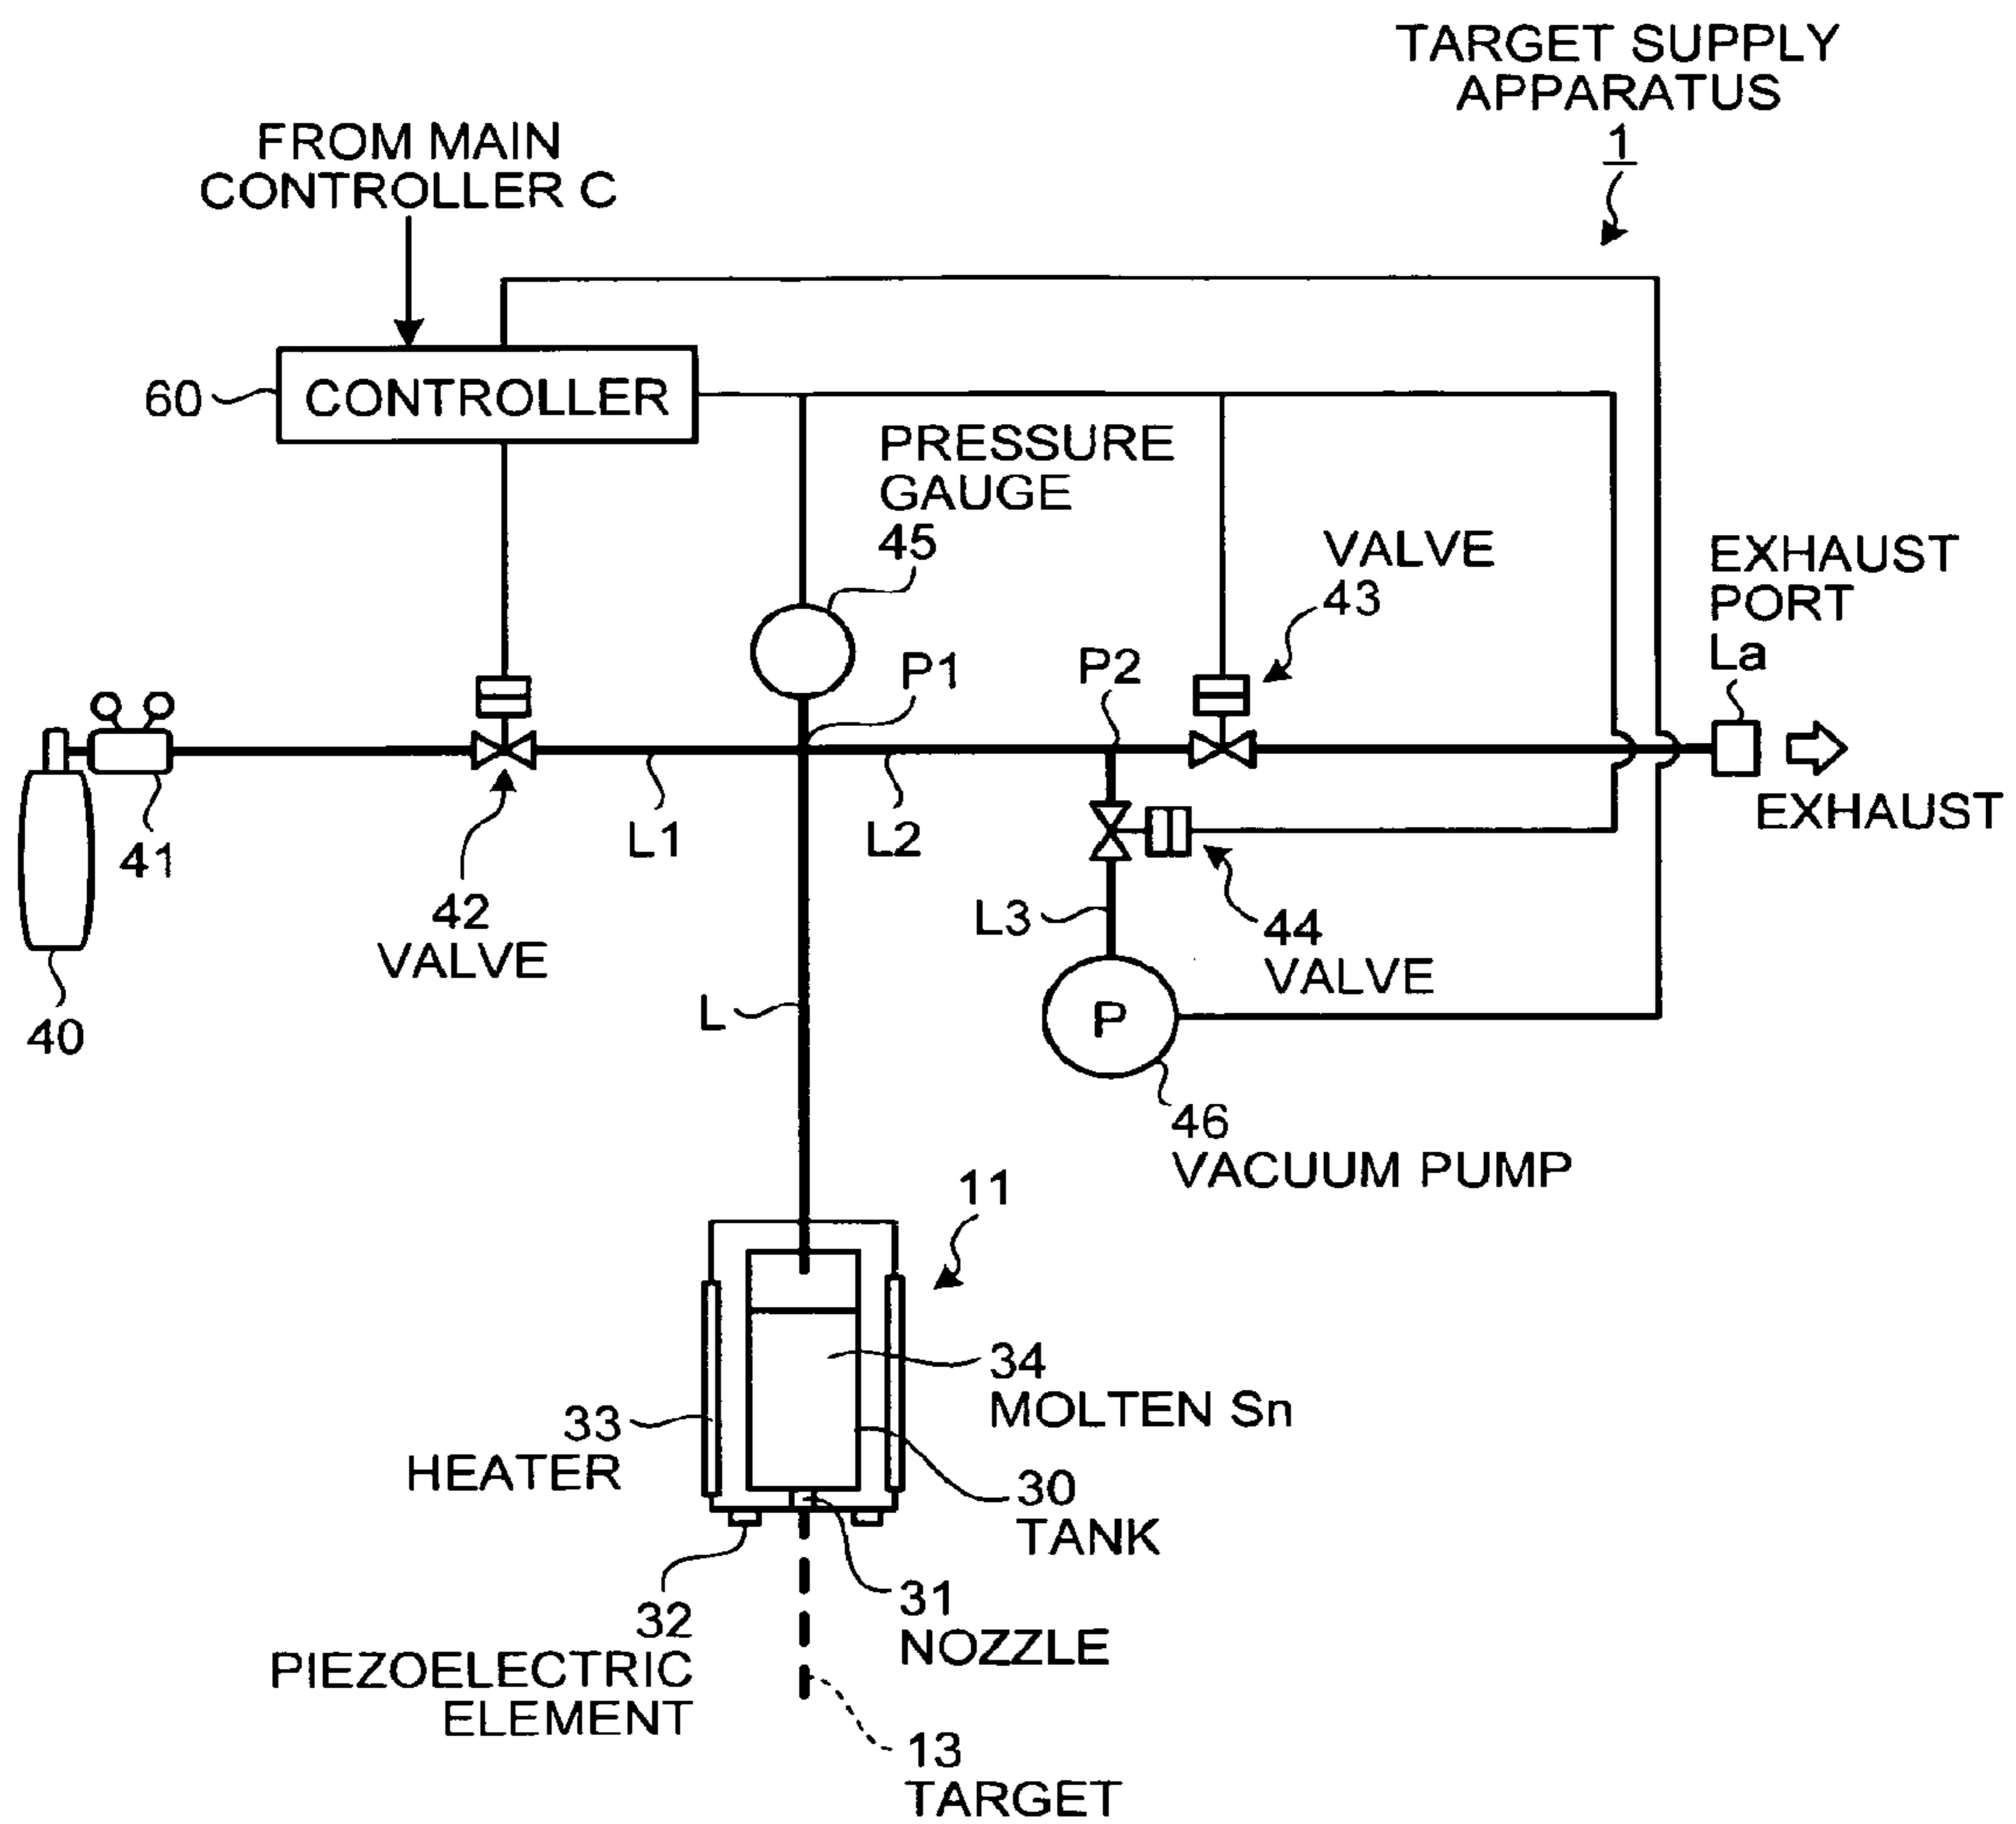 TARGET SUPPLY
APPARATUS
1
FROM MAIN
CONTROLLER C
60
CONTROLLER
PRESSURE
GAUGE
45
VALVE
43
EXHAUST
PORT
La
P1
P2
41
L1
L2
EXHAUST
42
VALVE
L3
44
VALVE
40
L
P
46
VACUUM PUMP
11
34
MOLTEN Sn
33
HEATER
30
TANK
31
NOZZLE
32
PIEZOELECTRIC
ELEMENT
13
TARGET